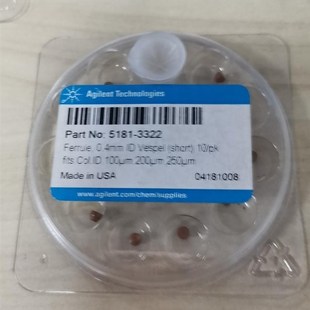 Agilent Technologies
Part No: 5181-3322
Ferrule, 0.4mm ID Vespel (short) 10/pk
fits Col.ID 100µm 200µm 250µm
Made in USA 04181008
www.agilent.com/chem/supplies